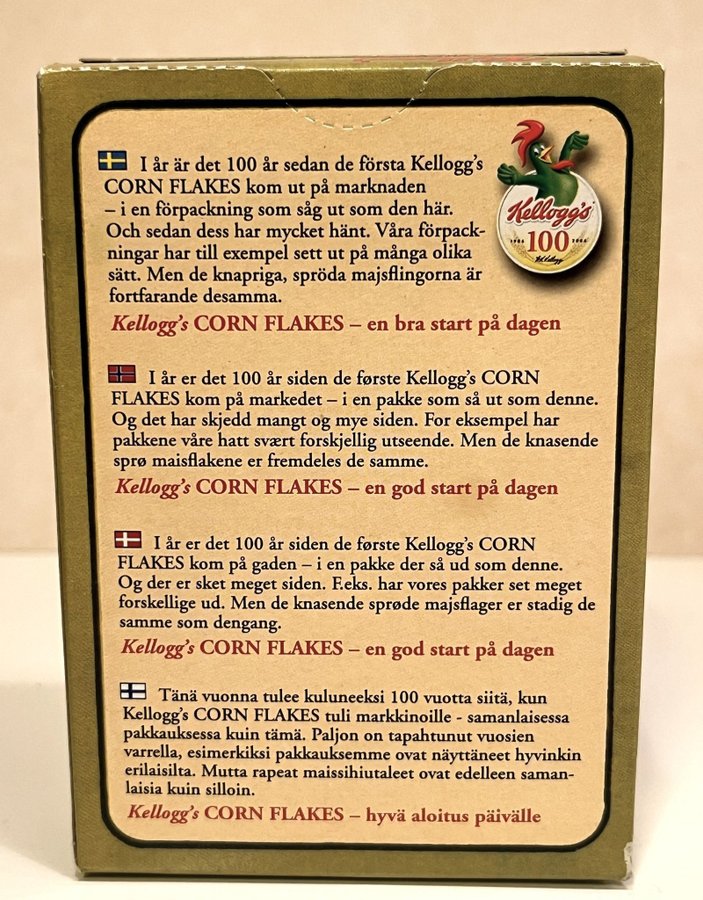 I år är det 100 år sedan de första Kellogg's
CORN FLAKES kom ut på marknaden
– i en förpackning som såg ut som den här.
Och sedan dess har mycket hänt. Våra förpack-
ningar har till exempel sett ut på många olika
sätt. Men de knapriga, spröda majsflingorna är
fortfarande desamma.
Kellogg's CORN FLAKES – en bra start på dagen
Kellogg's
1906 100 2006
I år er det 100 år siden de første Kellogg's CORN
FLAKES kom på markedet – i en pakke som så ut som denne.
Og det har skjedd mangt og mye siden. For eksempel har
pakkene våre hatt svært forskjellig utseende. Men de knasende
sprø maisflakene er fremdeles de samme.
Kellogg's CORN FLAKES – en god start på dagen
I år er det 100 år siden de første Kellogg's CORN
FLAKES kom på gaden – i en pakke der så ud som denne.
Og der er sket meget siden. F.eks. har vores pakker set meget
forskellige ud. Men de knasende sprøde majsflager er stadig de
samme som dengang.
Kellogg's CORN FLAKES – en god start på dagen
Tänä vuonna tulee kuluneeksi 100 vuotta siitä, kun
Kellogg's CORN FLAKES tuli markkinoille - samanlaisessa
pakkauksessa kuin tämä. Paljon on tapahtunut vuosien
varrella, esimerkiksi pakkauksemme ovat näyttäneet hyvinkin
erilaisilta. Mutta rapeat maissihiutaleet ovat edelleen saman-
laisia kuin silloin.
Kellogg's CORN FLAKES – hyvä aloitus päivälle